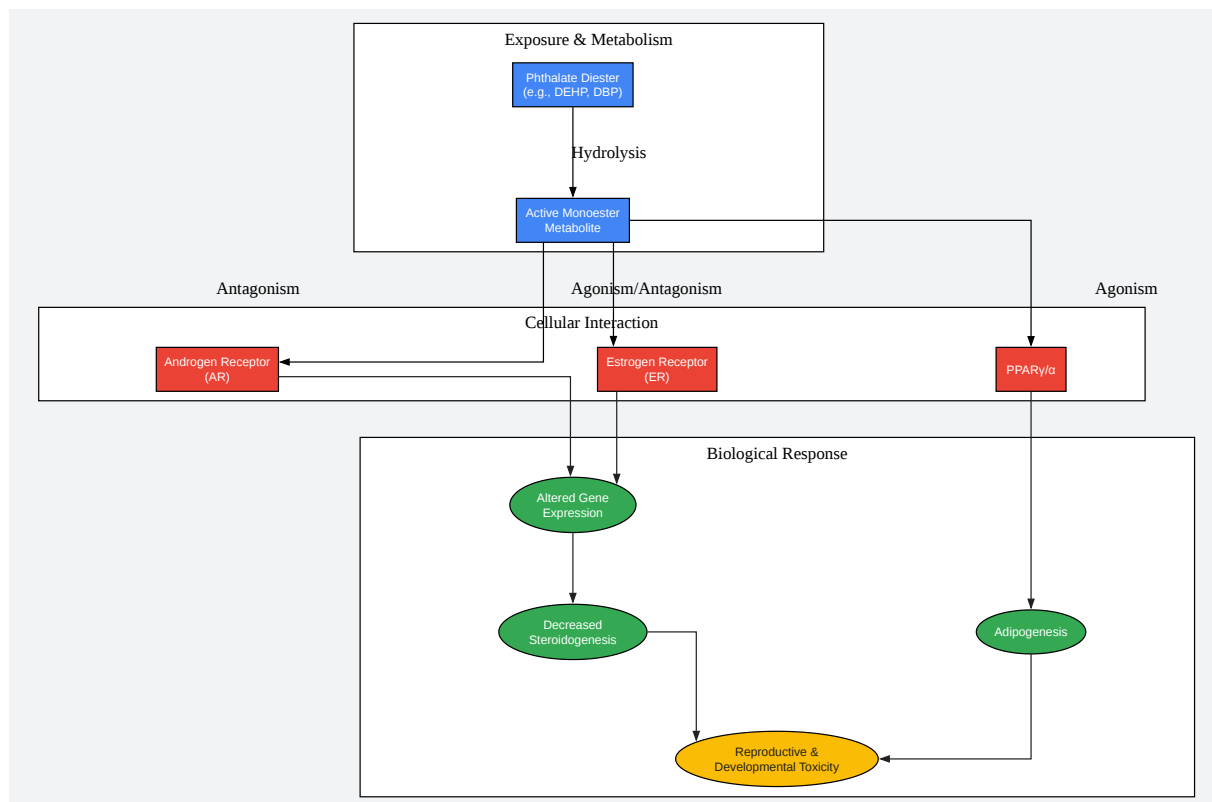 Exposure & Metabolism
Phthalate Diester
(e.g., DEHP, DBP)
Hydrolysis
Active Monoester
Metabolite
Antagonism
Agonism/Antagonism
Agonism
Cellular Interaction
Androgen Receptor
(AR)
Estrogen Receptor
(ER)
PPARγ/α
Biological Response
Altered Gene
Expression
Decreased
Steroidogenesis
Adipogenesis
Reproductive &
Developmental Toxicity